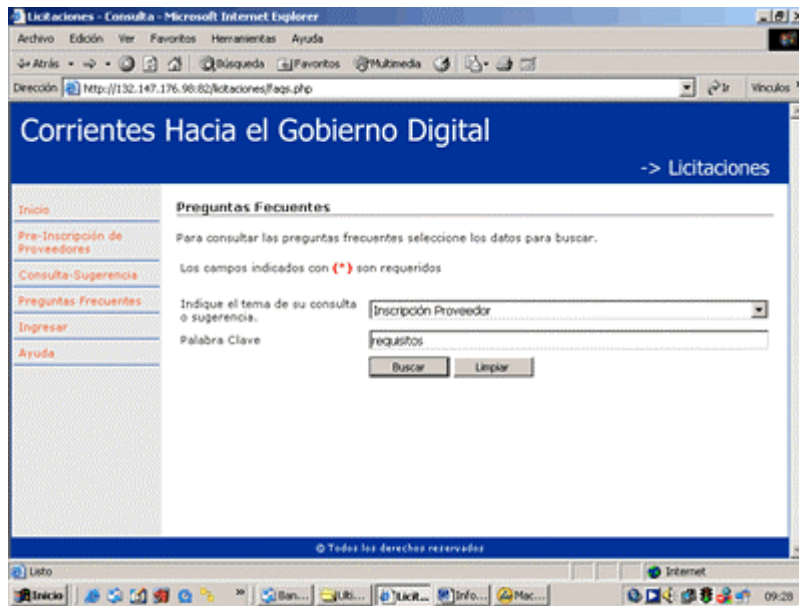 Licitaciones - Consulta - Microsoft Internet Explorer
Archivo Edición Ver Favoritos Herramientas Ayuda
Atrás Búsqueda Favoritos Multimedia
Dirección http://132.147.176.98:82/licitaciones/faqs.php Ir Vínculos
Corrientes Hacia el Gobierno Digital
-> Licitaciones
Inicio
Pre-Inscripción de
Proveedores
Consulta-Sugerencia
Preguntas Frecuentes
Ingresar
Ayuda
Preguntas Fecuentes
Para consultar las preguntas frecuentes seleccione los datos para buscar.
Los campos indicados con (*) son requeridos
Indique el tema de su consulta
o sugerencia.
Inscripción Proveedor
Palabra Clave requisitos
Buscar Limpiar
© Todos los derechos reservados
Listo Internet
Inicio » Ban... Ulti... Licit... Info... Mac... 09:28